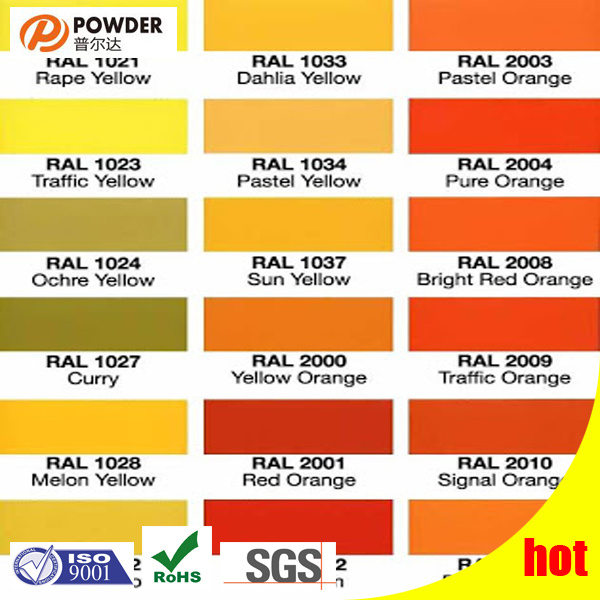 POWDER
普尔达
RAL 1021 RAL 1033 RAL 2003
Rape Yellow Dahlia Yellow Pastel Orange
RAL 1023 RAL 1034 RAL 2004
Traffic Yellow Pastel Yellow Pure Orange
RAL 1024 RAL 1037 RAL 2008
Ochre Yellow Sun Yellow Bright Red Orange
RAL 1027 RAL 2000 RAL 2009
Curry Yellow Orange Traffic Orange
RAL 1028 RAL 2001 RAL 2010
Melon Yellow Red Orange Signal Orange
ISO
9001
RoHS
SGS
hot